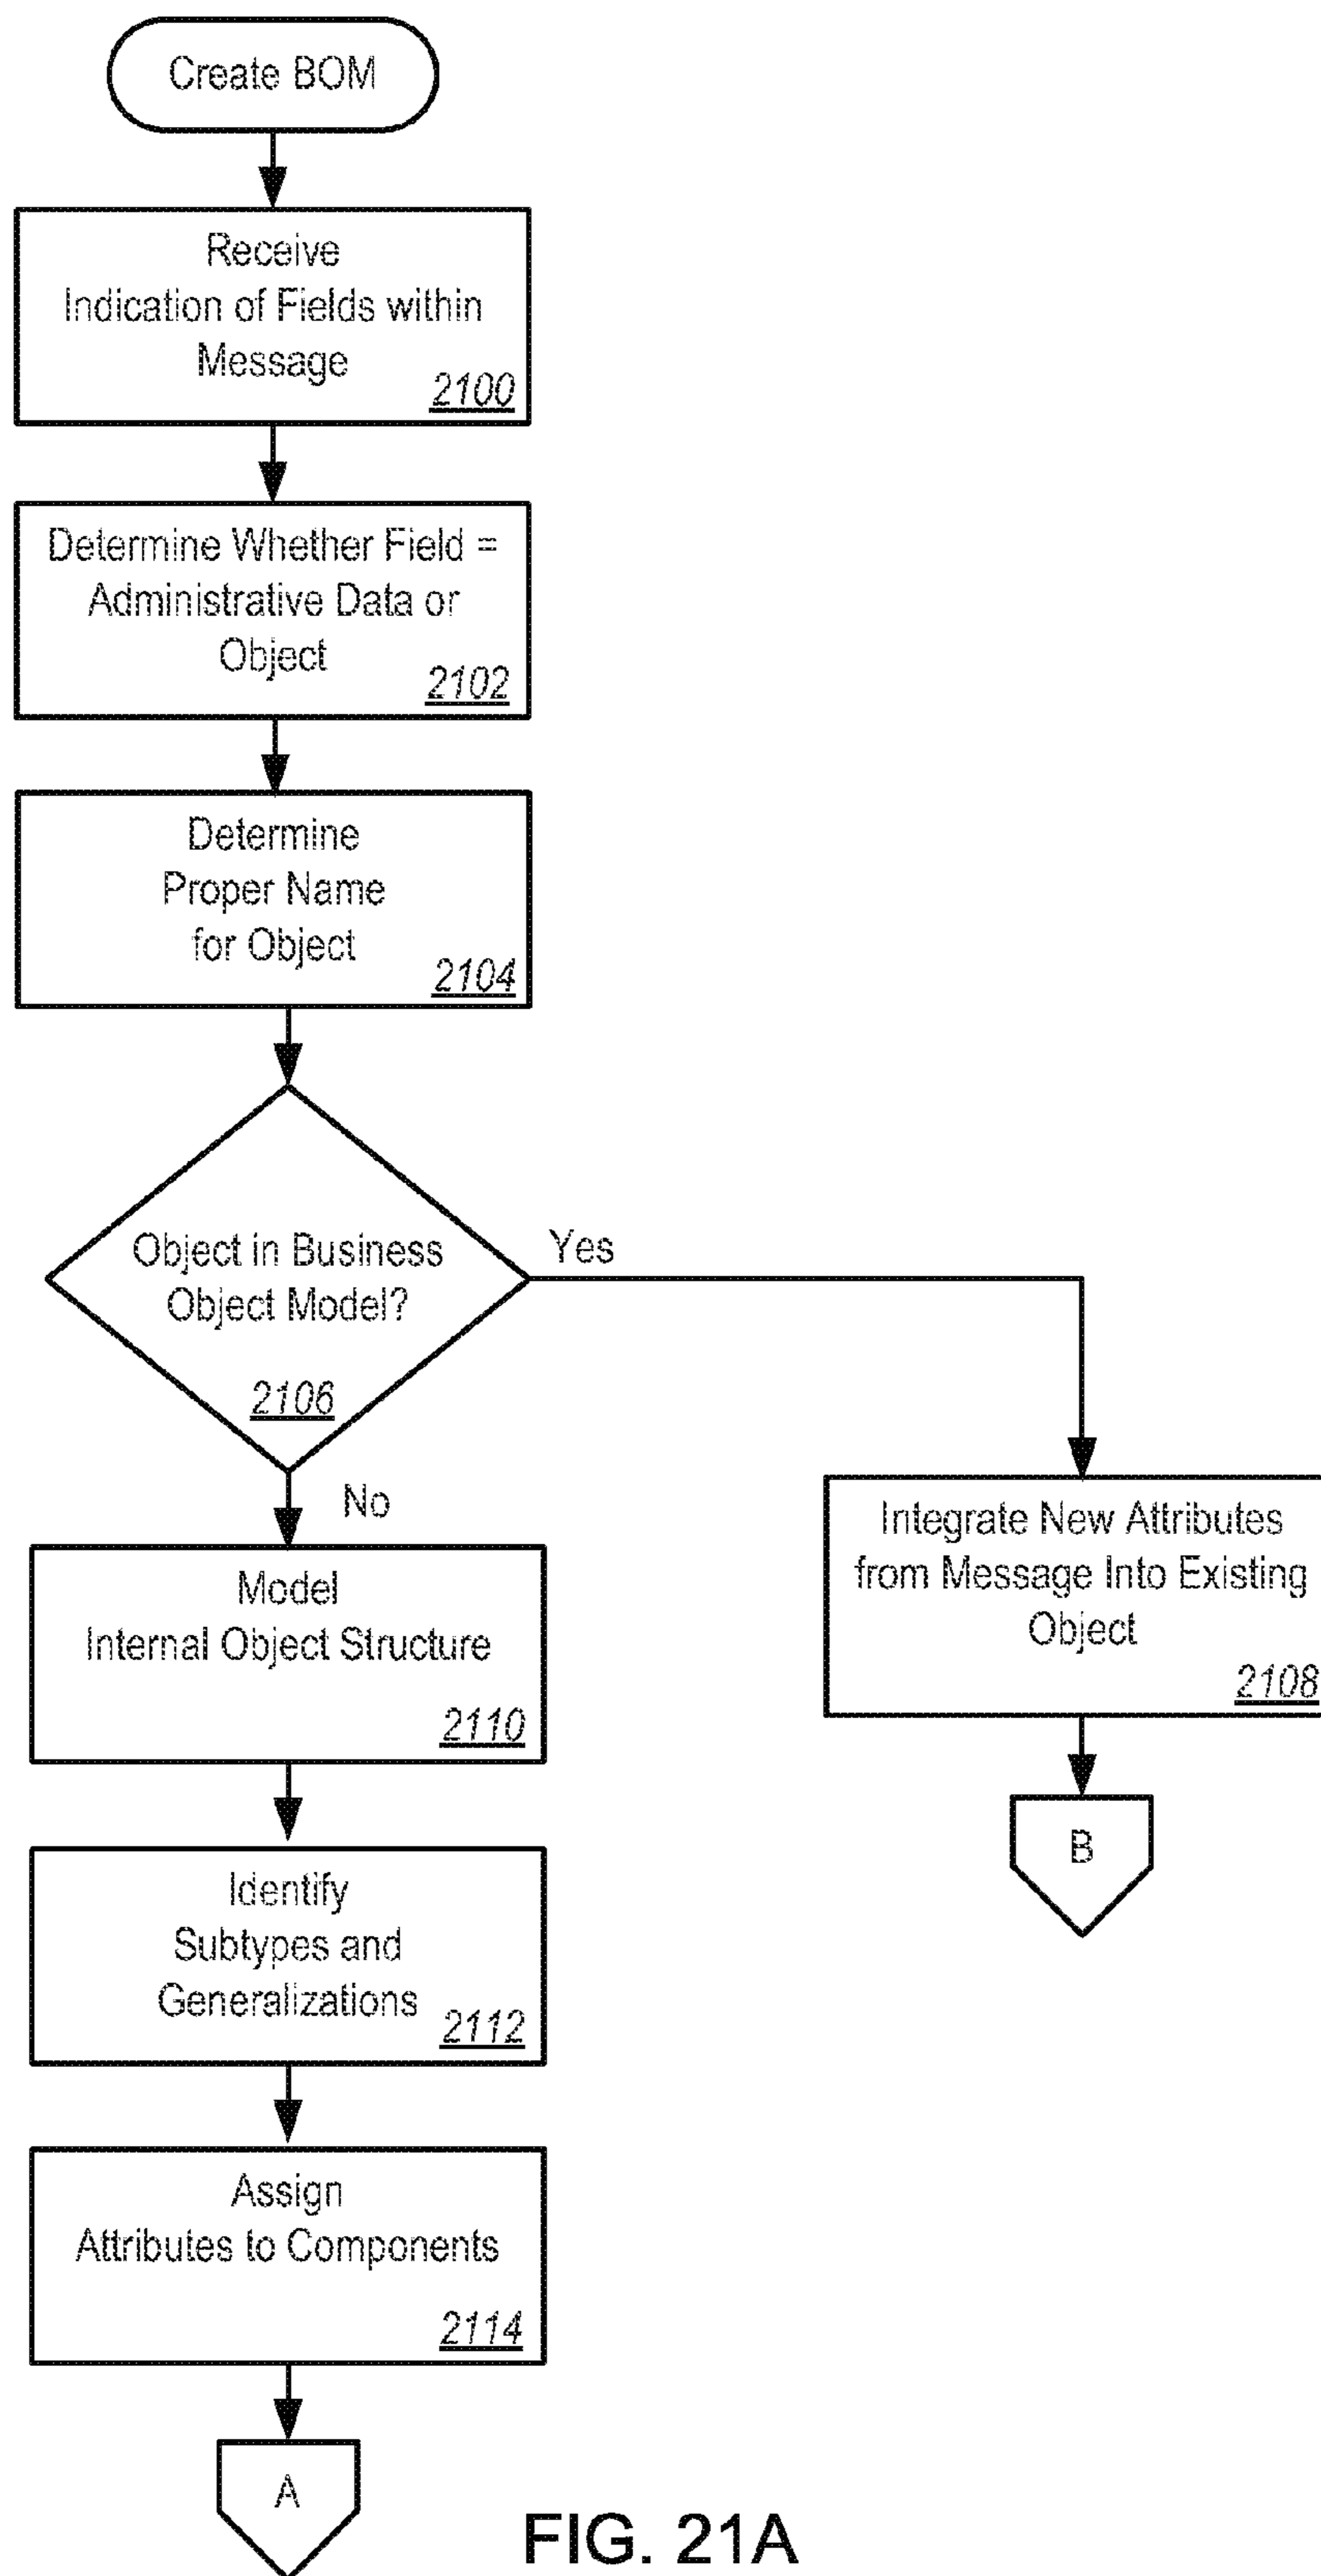 Create BOM
Receive
Indication of Fields within
Message
2100
Determine Whether Field =
Administrative Data or
Object
2102
Determine
Proper Name
for Object
2104
Object in Business
Object Model?
2106
Yes
No
Integrate New Attributes
from Message Into Existing
Object
2108
B
Model
Internal Object Structure
2110
Identify
Subtypes and
Generalizations
2112
Assign
Attributes to Components
2114
A
FIG. 21A